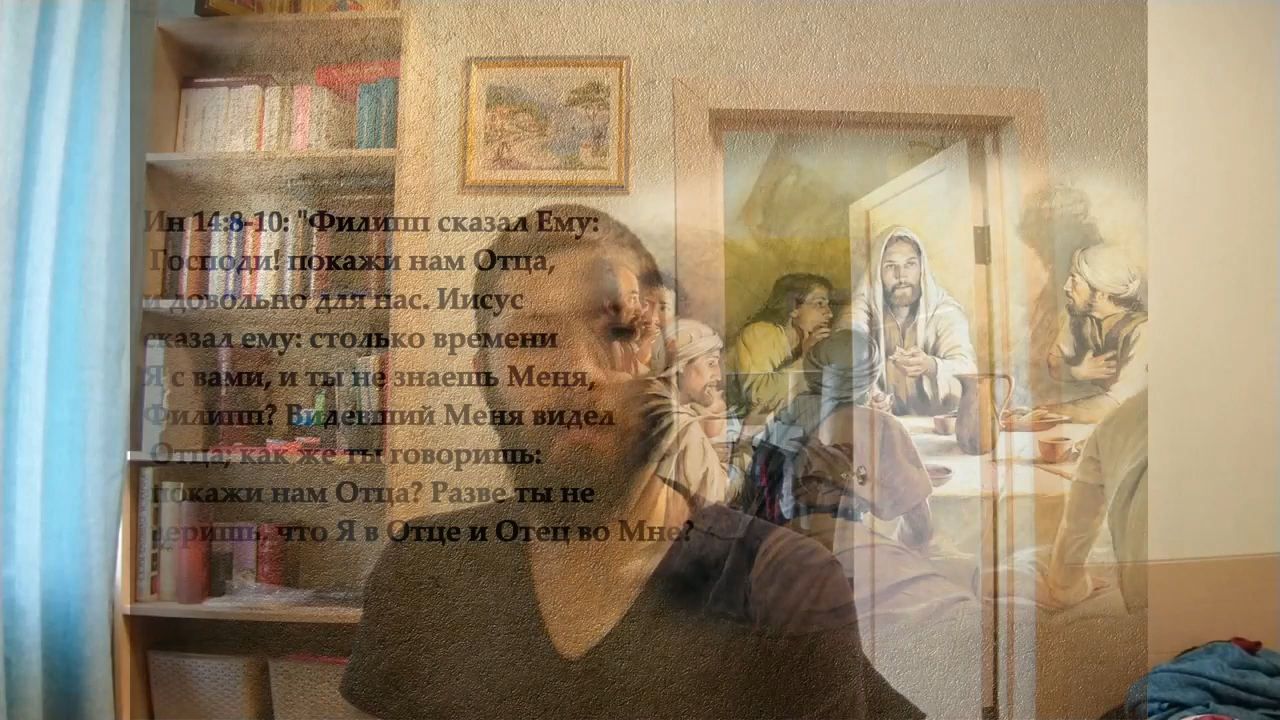 Ин 14:8-10: "Филипп сказал Ему:
Господи! покажи нам Отца,
и довольно для нас. Иисус
сказал ему: столько времени
Я с вами, и ты не знаешь Меня,
Филипп? Видевший Меня видел
Отца; как же ты говоришь:
покажи нам Отца? Разве ты не
веришь, что Я в Отце и Отец во Мне?